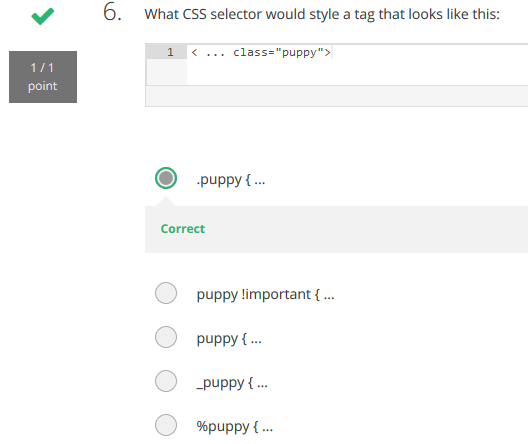 6. What CSS selector would style a tag that looks like this:
1 / 1
point
1 < ... class="puppy">
.puppy { ...
Correct
puppy !important { ...
puppy { ...
_puppy { ...
%puppy { ...